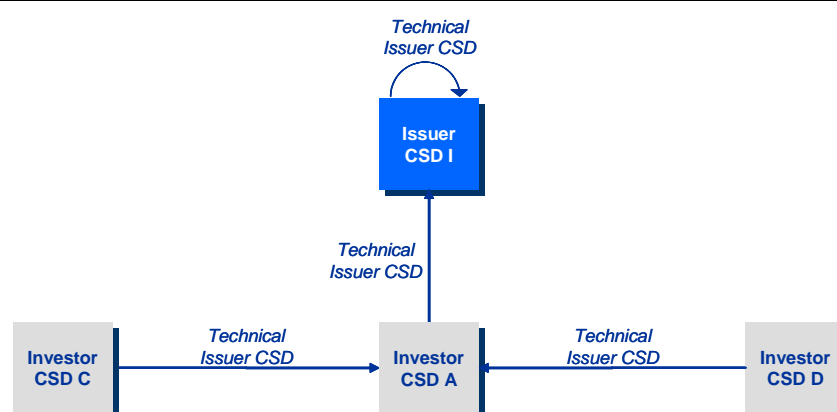 Technical
Issuer CSD
Issuer
CSD I
Technical
Issuer CSD
Investor
CSD C
Technical
Issuer CSD
Investor
CSD A
Technical
Issuer CSD
Investor
CSD D